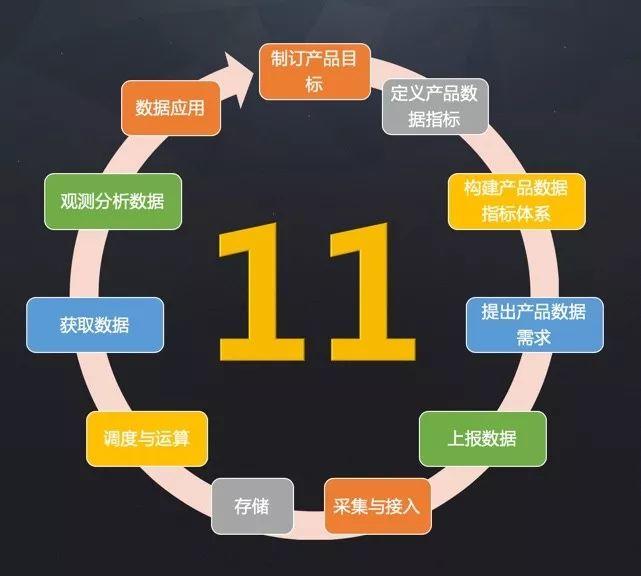 制订产品目
标
定义产品数
据指标
构建产品数据
指标体系
提出产品数据
需求
上报数据
采集与接入
存储
调度与运算
获取数据
观测分析数据
数据应用
11